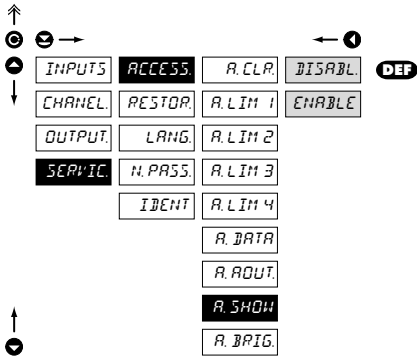 INPUTS ACCESS. A. CLR. DISABL. DEF
CHANEL. RESTOR. A. LIM 1 ENABLE
OUTPUT. LANG. A. LIM 2
SERVIC. N. PASS. A. LIM 3
IDENT A. LIM 4
A. DATA
A. AOUT.
A. SHOW
A. BRIG.